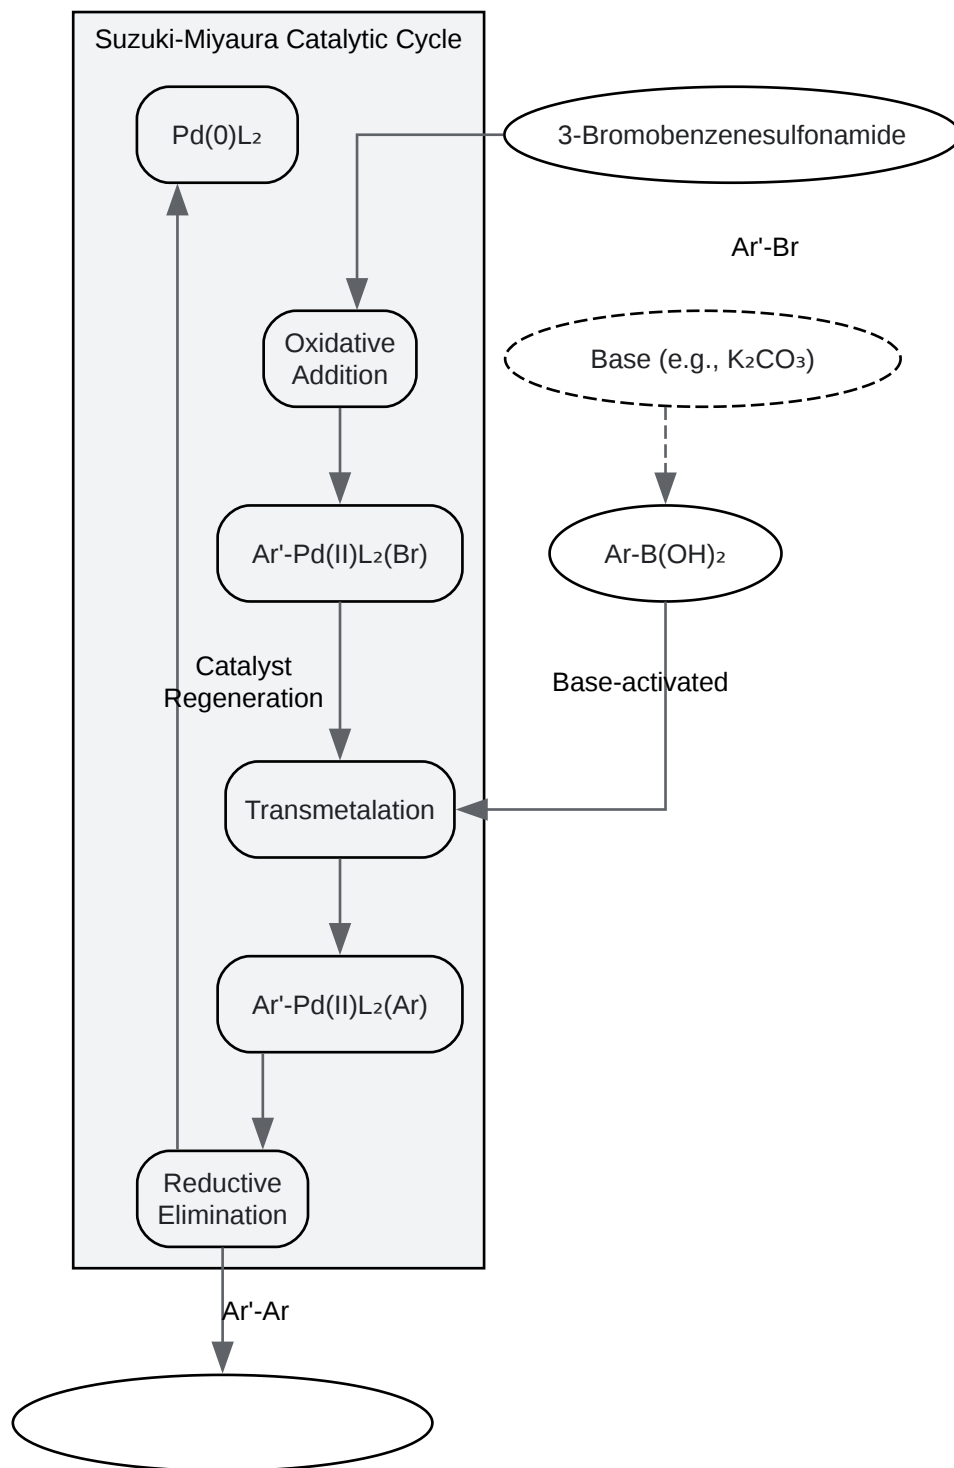 Suzuki-Miyaura Catalytic Cycle
Pd(0)L₂
3-Bromobenzenesulfonamide
Ar'-Br
Oxidative
Addition
Base (e.g., K₂CO₃)
Ar'-Pd(II)L₂(Br)
Ar-B(OH)₂
Catalyst
Regeneration
Base-activated
Transmetalation
Ar'-Pd(II)L₂(Ar)
Reductive
Elimination
Ar'-Ar